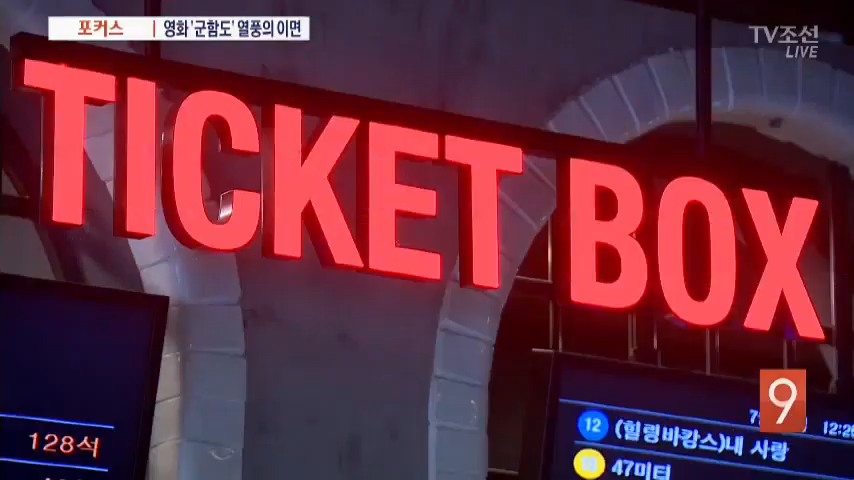 포커스 영화 '군함도' 열풍의 이면
TV조선
LIVE
TICKET BOX
9
128석
12 (힐링바캉스)내 사랑
47미터